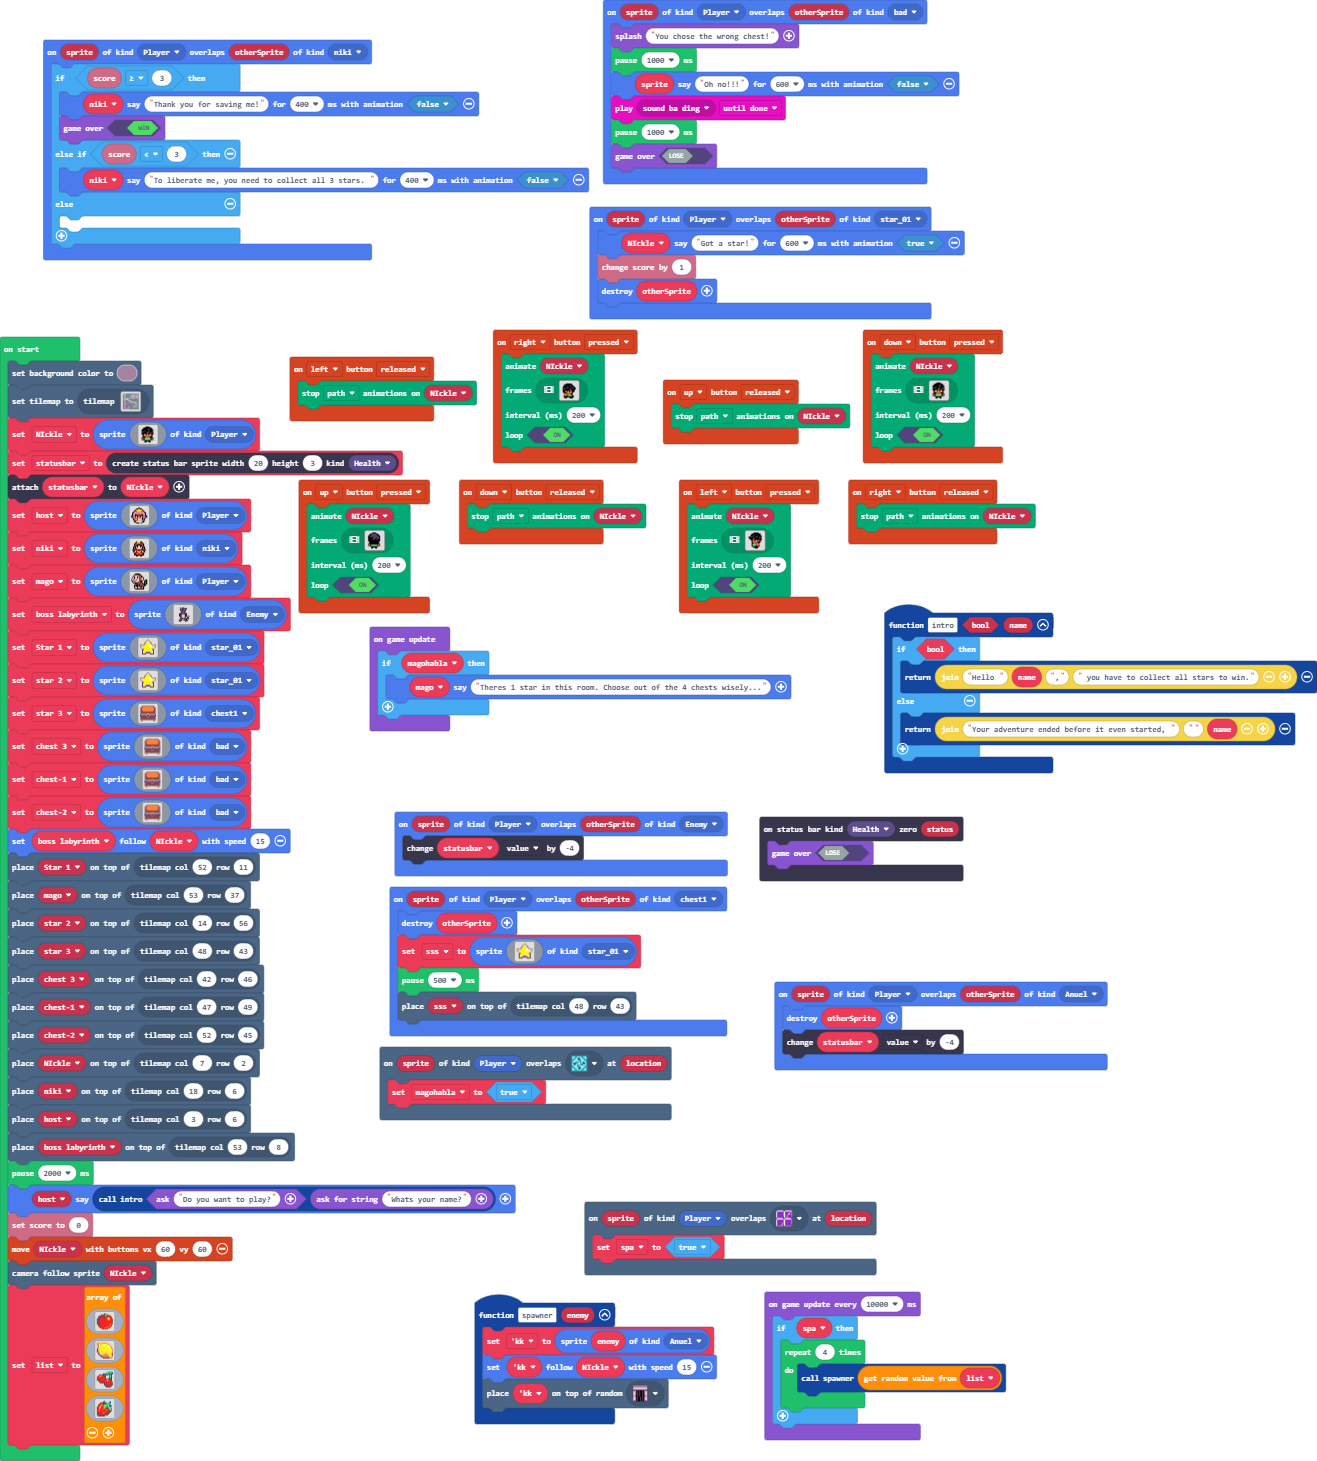 on sprite of kind Player overlaps otherSprite of kind niki
if score ≥ 3 then
niki say "Thank you for saving me!" for 400 ms with animation false
game over WIN
else if score < 3 then
niki say "To liberate me, you need to collect all 3 stars. " for 400 ms with animation false
else
on sprite of kind Player overlaps otherSprite of kind bad
splash "You chose the wrong chest!"
pause 1000 ms
sprite say "Oh no!!!" for 600 ms with animation false
play sound ba ding until done
pause 1000 ms
game over LOSE
on sprite of kind Player overlaps otherSprite of kind star_01
NIckle say "Got a star!" for 600 ms with animation true
change score by 1
destroy otherSprite
on start
set background color to
set tilemap to tilemap
set NIckle to sprite of kind Player
set statusbar to create status bar sprite width 20 height 3 kind Health
attach statusbar to NIckle
set host to sprite of kind Player
set niki to sprite of kind niki
set mago to sprite of kind Player
set boss labyrinth to sprite of kind Enemy
set Star 1 to sprite of kind star_01
set star 2 to sprite of kind star_01
set star 3 to sprite of kind chest1
set chest 3 to sprite of kind bad
set chest-1 to sprite of kind bad
set chest-2 to sprite of kind bad
set boss labyrinth follow NIckle with speed 15
place Star 1 on top of tilemap col 52 row 11
place mago on top of tilemap col 53 row 37
place star 2 on top of tilemap col 14 row 56
place star 3 on top of tilemap col 48 row 43
place chest 3 on top of tilemap col 42 row 46
place chest-1 on top of tilemap col 47 row 49
place chest-2 on top of tilemap col 52 row 45
place NIckle on top of tilemap col 7 row 2
place niki on top of tilemap col 18 row 6
place host on top of tilemap col 3 row 6
place boss labyrinth on top of tilemap col 53 row 8
pause 2000 ms
host say call intro ask "Do you want to play?" ask for string "Whats your name?"
set score to 0
move NIckle with buttons vx 60 vy 60
camera follow sprite NIckle
array of
set list to
on left button released
stop path animations on NIckle
on right button pressed
animate NIckle
frames
interval (ms) 200
loop ON
on up button released
stop path animations on NIckle
on down button pressed
animate NIckle
frames
interval (ms) 200
loop ON
on up button pressed
animate NIckle
frames
interval (ms) 200
loop ON
on down button released
stop path animations on NIckle
on left button pressed
animate NIckle
frames
interval (ms) 200
loop ON
on right button released
stop path animations on NIckle
on game update
if magohabla then
mago say "Theres 1 star in this room. Choose out of the 4 chests wisely..."
function intro bool name
if bool then
return join "Hello " name "," " you have to collect all stars to win."
else
return join "Your adventure ended before it even started, " "" name
on sprite of kind Player overlaps otherSprite of kind Enemy
change statusbar value by -4
on status bar kind Health zero status
game over LOSE
on sprite of kind Player overlaps otherSprite of kind chest1
destroy otherSprite
set sss to sprite of kind star_01
pause 500 ms
place sss on top of tilemap col 48 row 43
on sprite of kind Player overlaps otherSprite of kind Anuel
destroy otherSprite
change statusbar value by -4
on sprite of kind Player overlaps at location
set magohabla to true
on sprite of kind Player overlaps at location
set spa to true
function spawner enemy
set 'kk to sprite enemy of kind Anuel
set 'kk follow NIckle with speed 15
place 'kk on top of random
on game update every 10000 ms
if spa then
repeat 4 times
do call spawner get random value from list